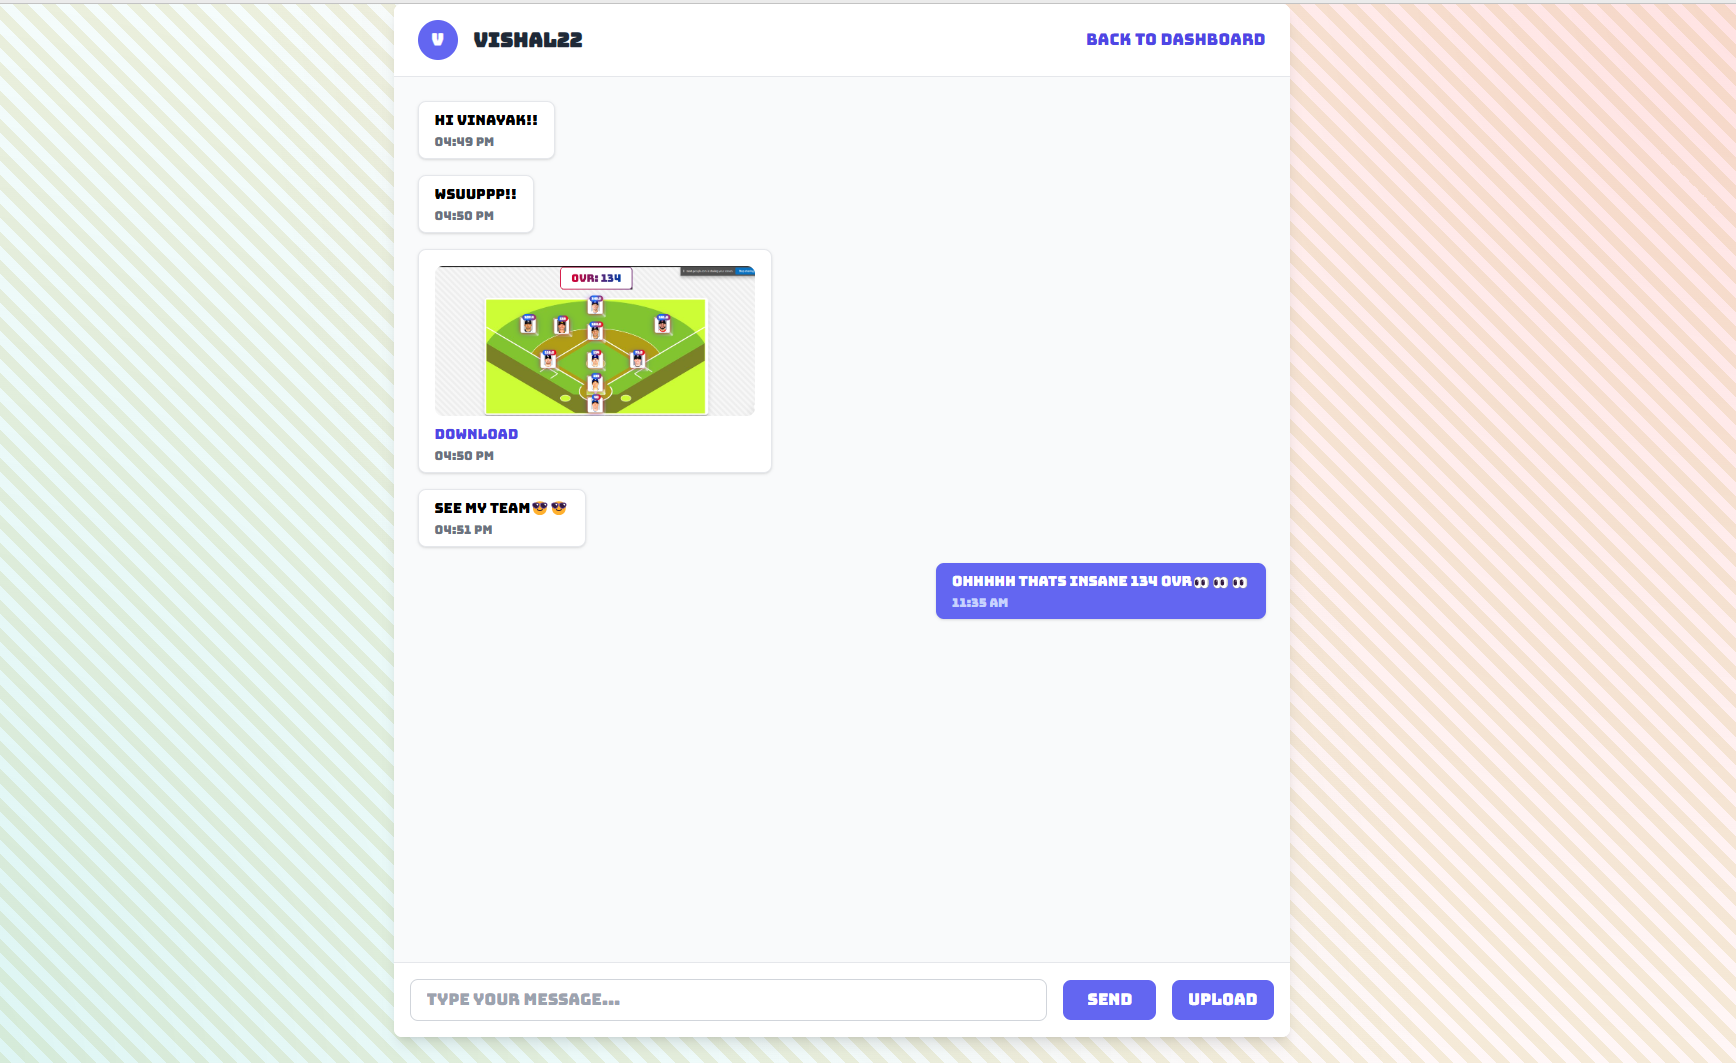 V
VISHAL22
BACK TO DASHBOARD
HI VINAYAK!!
04:49 PM
WSUUPPP!!
04:50 PM
OVR: 134
DOWNLOAD
04:50 PM
SEE MY TEAM😎😎
04:51 PM
OHHHHH THATS INSANE 134 OVR👀👀👀
11:35 AM
TYPE YOUR MESSAGE...
SEND
UPLOAD